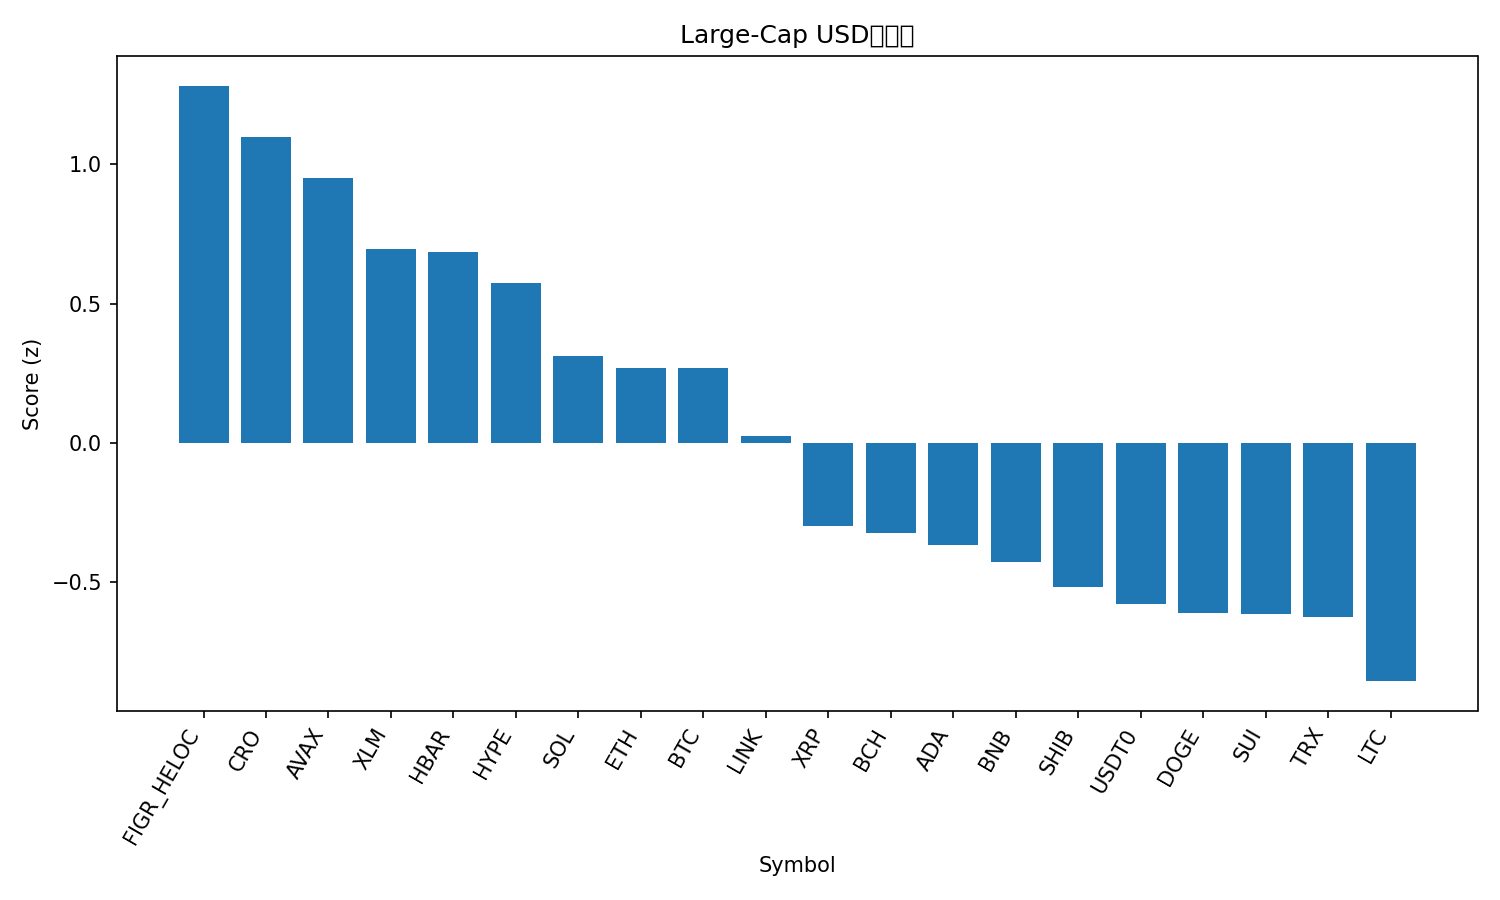 Large-Cap USD
Score (z)
1.0
0.5
0.0
−0.5
FIGR_HELOC
CRO
AVAX
XLM
HBAR
HYPE
SOL
ETH
BTC
LINK
XRP
BCH
ADA
BNB
SHIB
USDT0
DOGE
SUI
TRX
LTC
Symbol